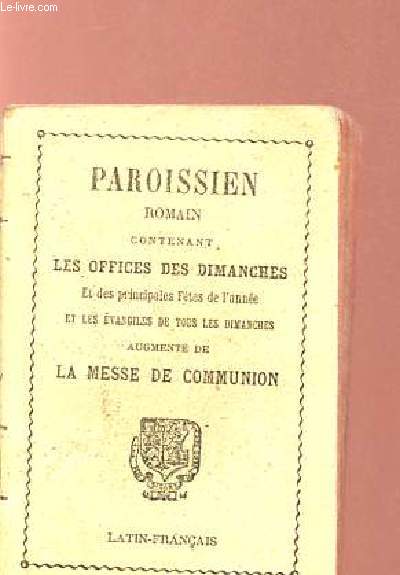 Le-livre.fr
PAROISSIEN
ROMAIN
CONTENANT
LES OFFICES DES DIMANCHES
Et des principales Fêtes de l'année
ET LES ÉVANGILES DE TOUS LES DIMANCHES
AUGMENTÉ DE
LA MESSE DE COMMUNION
LATIN-FRANÇAIS